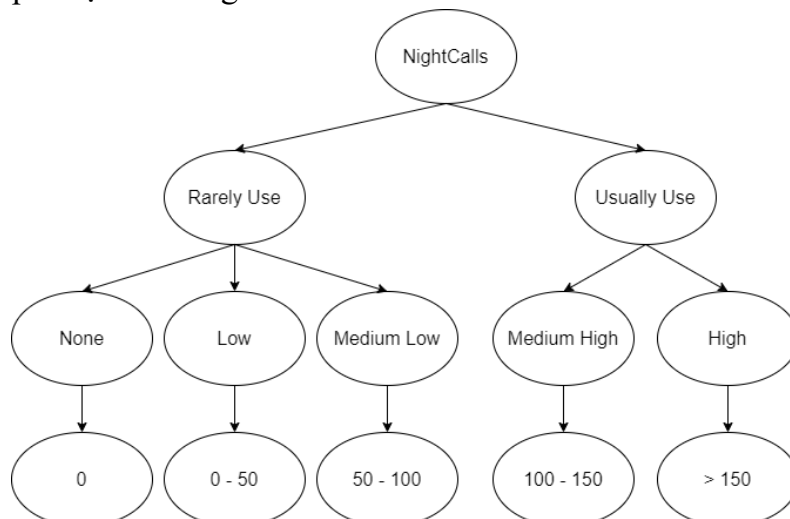 NightCalls
Rarely Use
Usually Use
None
Low
Medium Low
Medium High
High
0
0 - 50
50 - 100
100 - 150
> 150